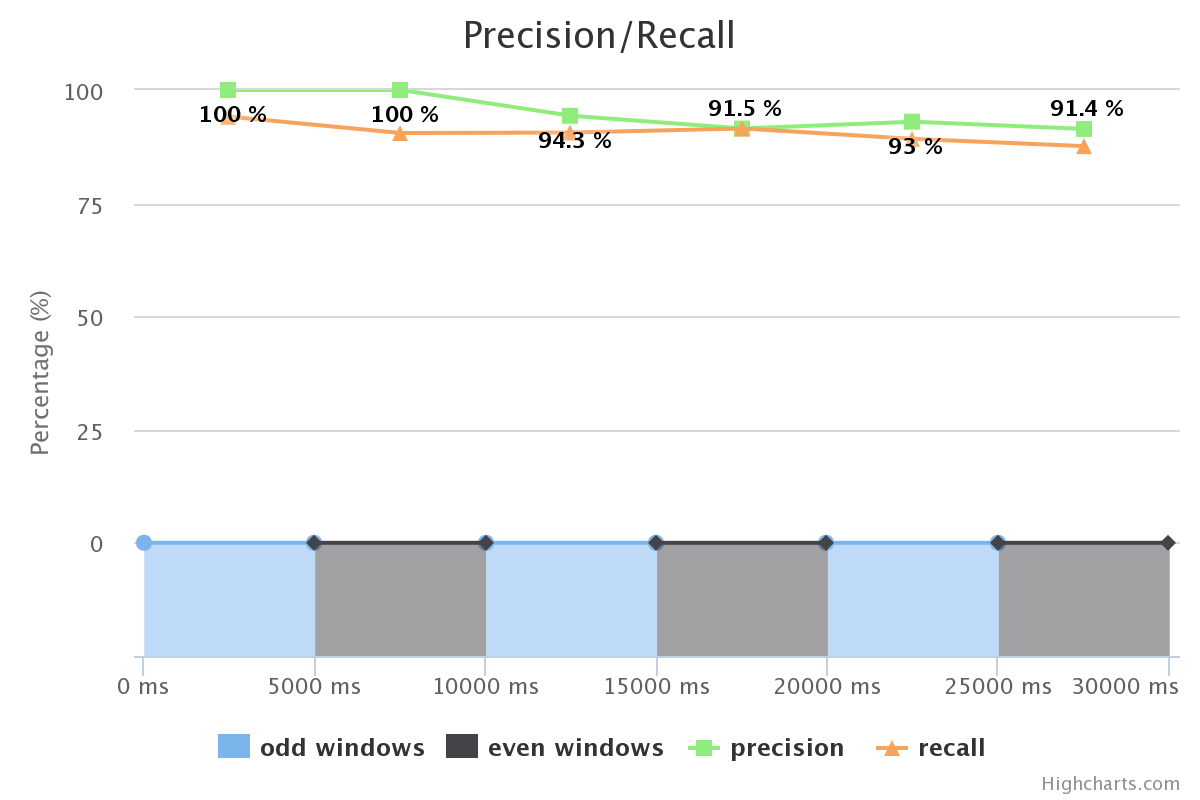 Precision/Recall
Percentage (%)
100
75
50
25
0
100 %
100 %
94.3 %
91.5 %
93 %
91.4 %
0 ms
5000 ms
10000 ms
15000 ms
20000 ms
25000 ms
30000 ms
odd windows
even windows
precision
recall
Highcharts.com